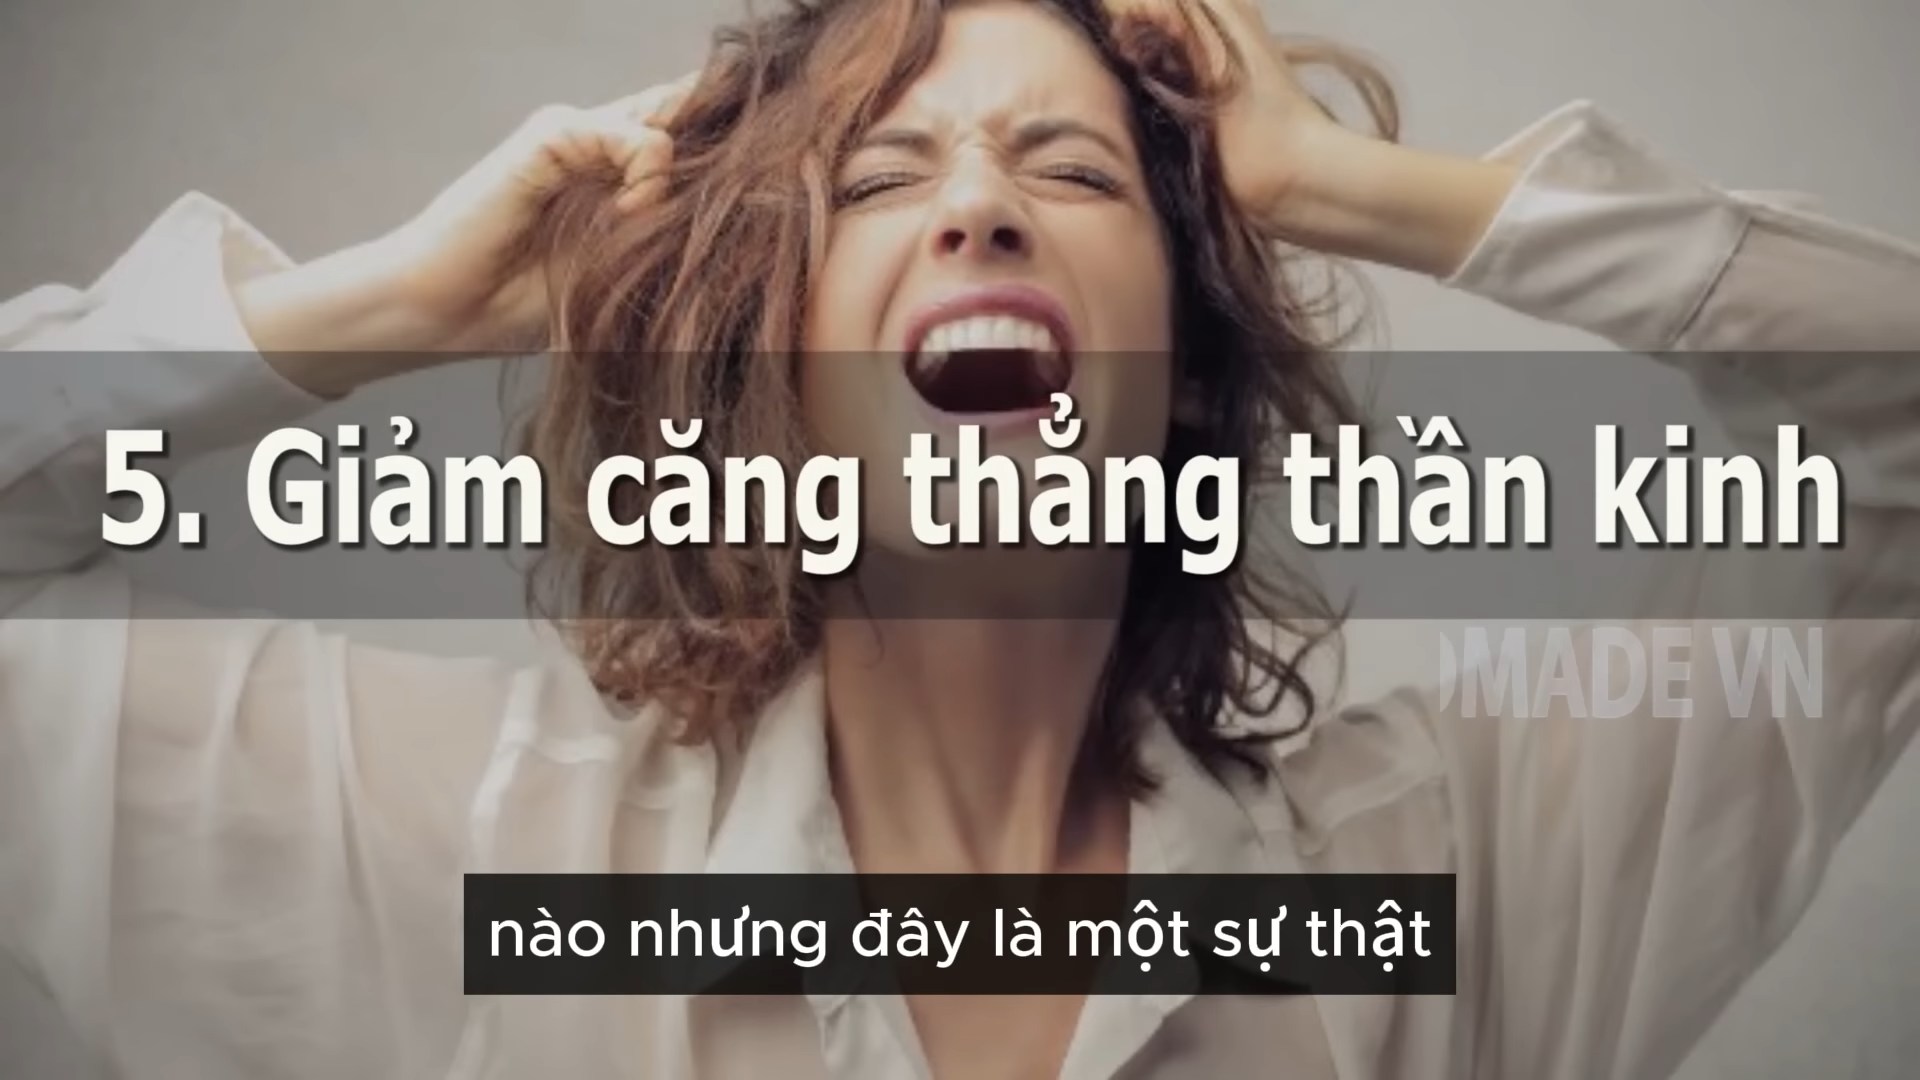 5. Giảm căng thẳng thần kinh
MADE VN
nào nhưng đây là một sự thật